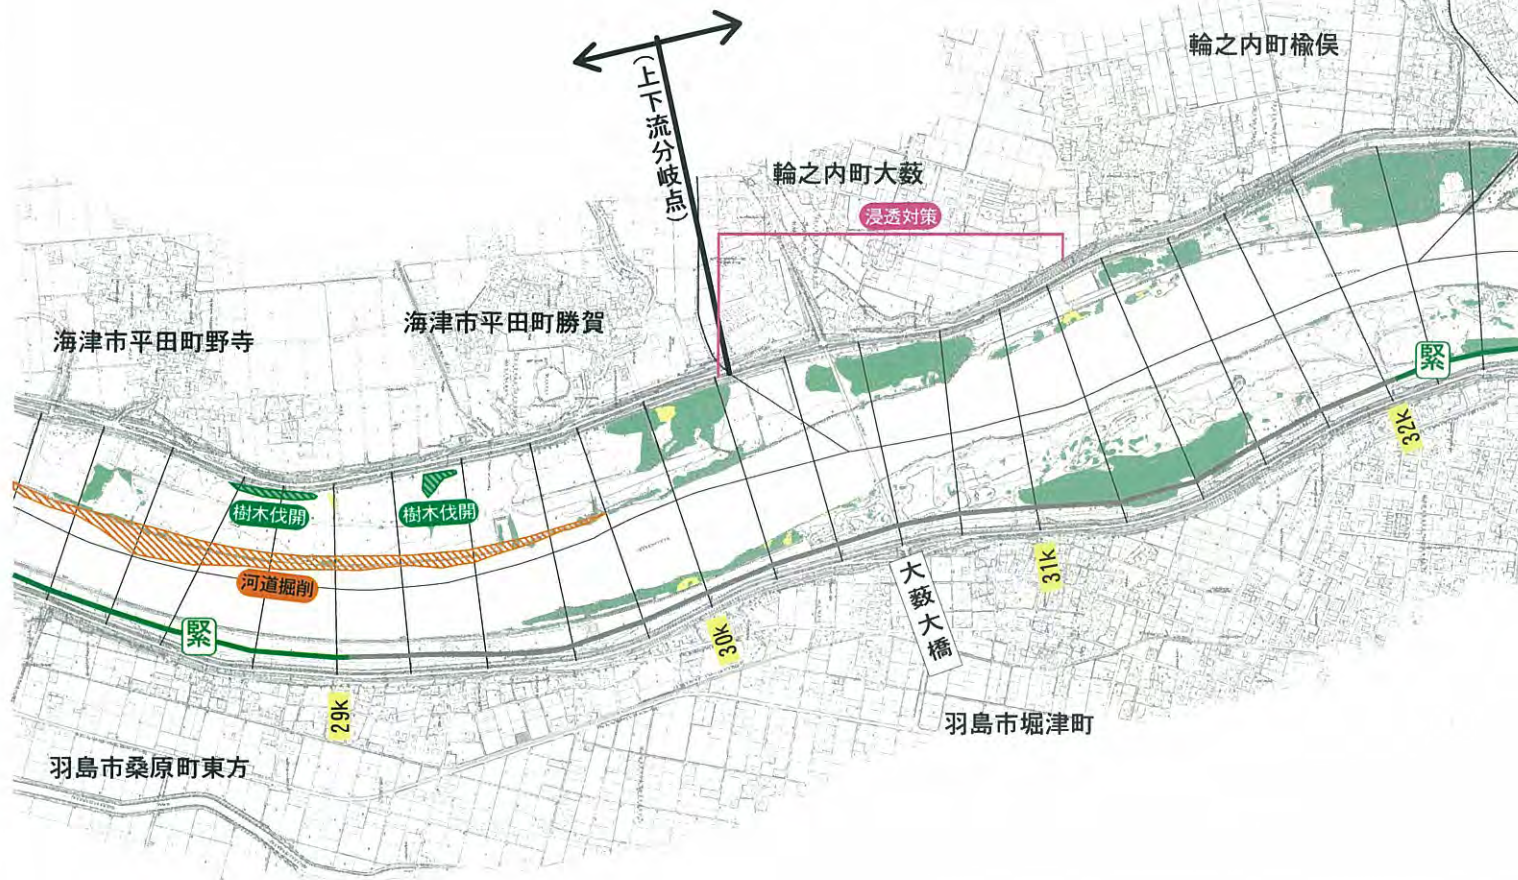 輪之内町楡俣
(上下流分岐点)
輪之内町大薮
浸透対策
海津市平田町勝賀
海津市平田町野寺
緊
32k
樹木伐開
樹木伐開
河道掘削
31k
大薮大橋
緊
30k
29k
羽島市堀津町
羽島市桑原町東方